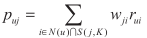 p_{uj} = \sum_{i \in N(u) \cap S(j,K)} w_{ji} r_{ui}